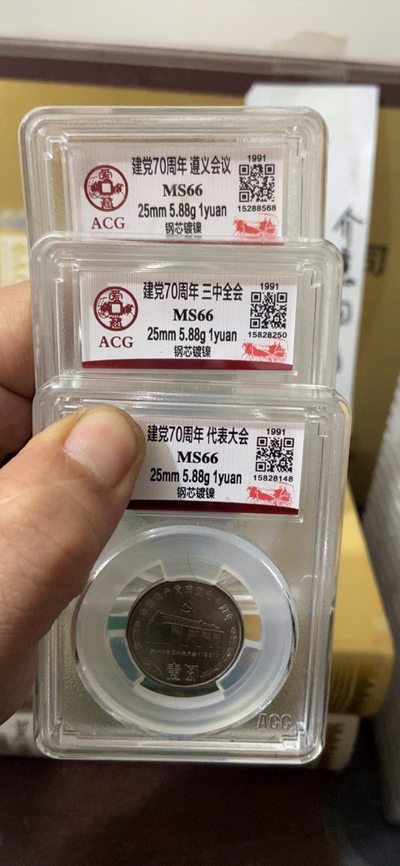 建党70周年 遵义会议
1991
MS66
25mm 5.88g 1yuan
15288568
钢芯镀镍
ACG
建党70周年 三中全会
1991
MS66
25mm 5.88g 1yuan
15828250
钢芯镀镍
ACG
建党70周年 代表大会
1991
MS66
25mm 5.88g 1yuan
15828148
钢芯镀镍
壹圆
ACG